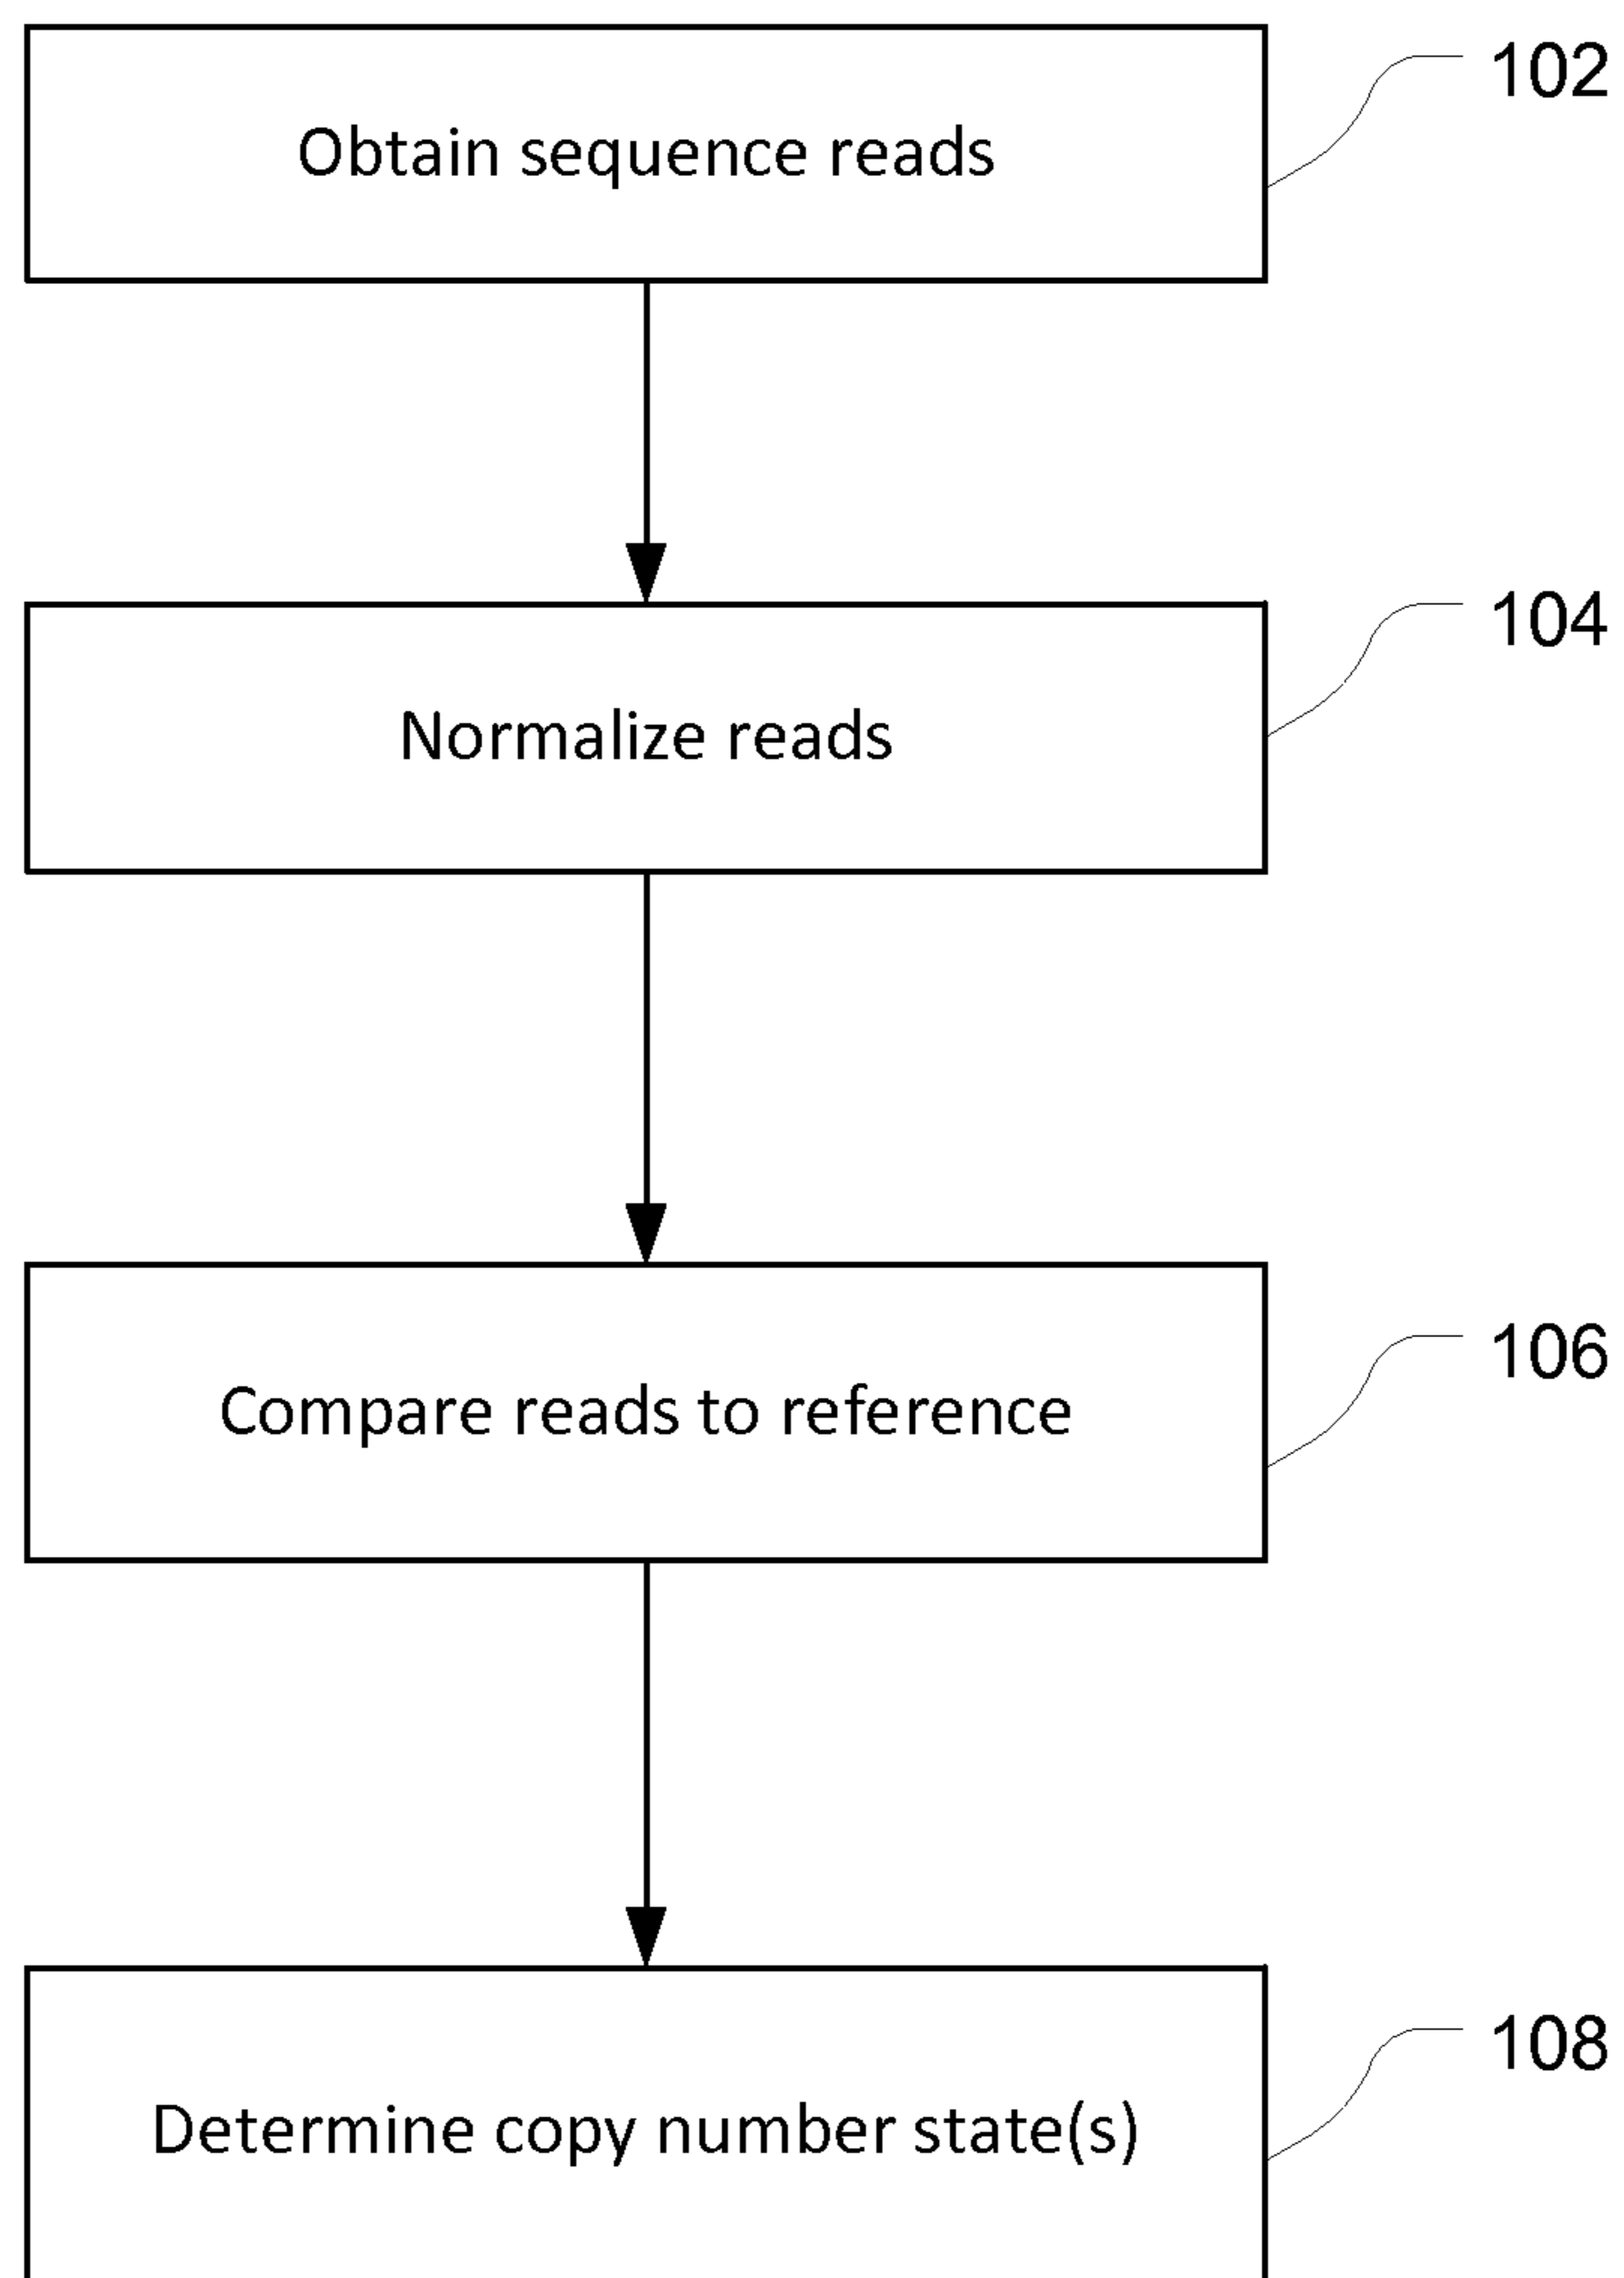 Obtain sequence reads
102
Normalize reads
104
Compare reads to reference
106
Determine copy number state(s)
108